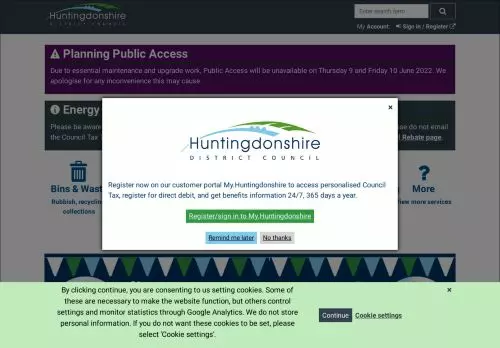 Huntingdonshire
DISTRICT COUNCIL
Enter search term
My Account: Sign in / Register
Planning Public Access
Due to essential maintenance and upgrade work, Public Access will be unavailable on Thursday 9 and Friday 10 June 2022. We
apologise for any inconvenience this may cause.
Energy
Please be aware
do not email
the Council Tax
Rebate page.
×
Huntingdonshire
DISTRICT COUNCIL
Register now on our customer portal My.Huntingdonshire to access personalised Council
Tax, register for direct debit, and get benefits information 24/7, 365 days a year.
Register/sign in to My.Huntingdonshire
Remind me later No thanks
Bins & Wast
Rubbish, recycling
collections
More
View more services
By clicking continue, you are consenting to us setting cookies. Some of
these are necessary to make the website function, but others control
settings and monitor statistics through Google Analytics. We do not store
personal information. If you do not want these cookies to be set, please
select 'Cookie settings'.
Continue Cookie settings
×